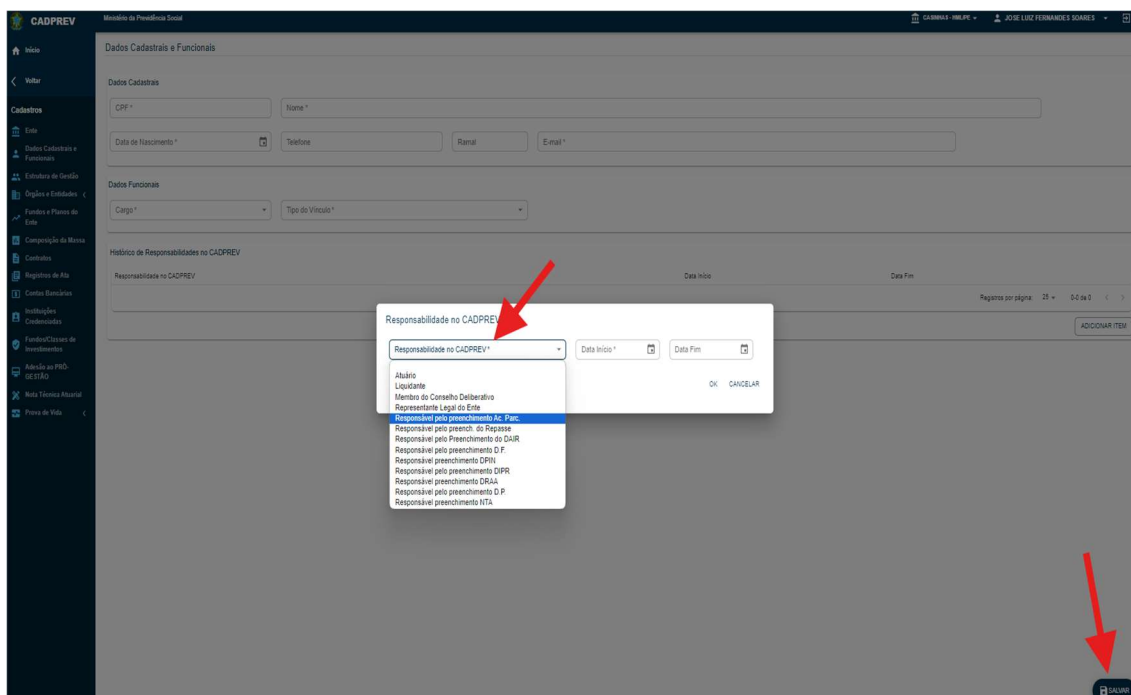 CADPREV
Ministério da Previdência Social
CASINHAS - INMLIPE
JOSE LUIZ FERNANDES SOARES
Início
Voltar
Cadastros
Ente
Dados Cadastrais e
Funcionais
Estrutura de Gestão
Órgãos e Entidades
Fundos e Planos do
Ente
Composição da Massa
Contratos
Registros de Ata
Contas Bancárias
Instituições
Credenciadas
Fundos/Classes de
Investimentos
Adesão ao PRÓ-
GESTÃO
Nota Técnica Atuarial
Prova de Vida
Dados Cadastrais e Funcionais
Dados Cadastrais
CPF *
Nome *
Data de Nascimento *
Telefone
Ramal
E-mail *
Dados Funcionais
Cargo *
Tipo do Vínculo *
Histórico de Responsabilidades no CADPREV
Responsabilidade no CADPREV
Data Início
Data Fim
Registros por página: 25
0-0 de 0
ADICIONAR ITEM
Responsabilidade no CADPREV
Responsabilidade no CADPREV *
Data Início *
Data Fim
Atuário
Liquidante
Membro do Conselho Deliberativo
Representante Legal do Ente
Responsável pelo preenchimento Ac. Parc.
Responsável pelo preench. do Repasse
Responsável pelo Preenchimento do DAIR
Responsável pelo preenchimento D.F.
Responsável preenchimento DPIN
Responsável pelo preenchimento DIPR
Responsável preenchimento DRAA
Responsável pelo preenchimento D.P.
Responsável preenchimento NTA
OK
CANCELAR
SALVAR